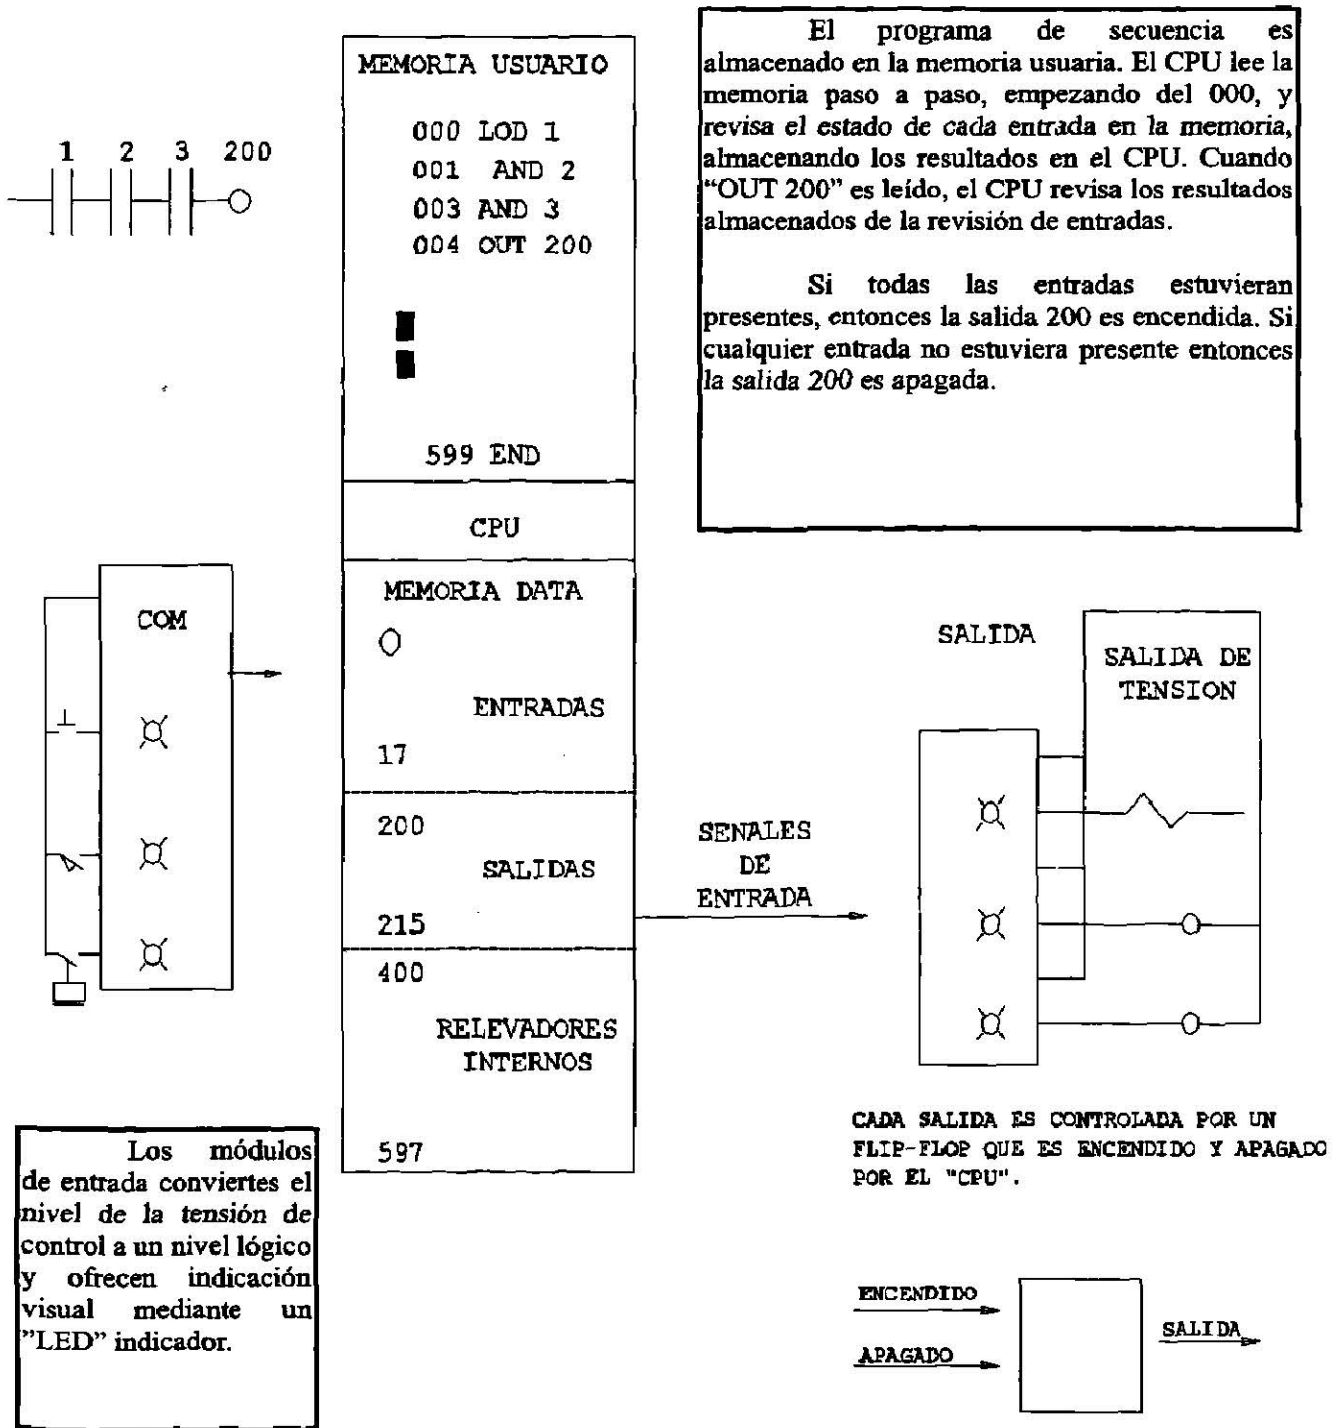 1 2 3 200
MEMORIA USUARIO
000 LOD 1
001 AND 2
003 AND 3
004 OUT 200
599 END
CPU
MEMORIA DATA
O
ENTRADAS
17
200
SALIDAS
215
400
RELEVADORES
INTERNOS
597
El programa de secuencia es
almacenado en la memoria usuaria. El CPU lee la
memoria paso a paso, empezando del 000, y
revisa el estado de cada entrada en la memoria,
almacenando los resultados en el CPU. Cuando
“OUT 200” es leído, el CPU revisa los resultados
almacenados de la revisión de entradas.
Si todas las entradas estuvieran
presentes, entonces la salida 200 es encendida. Si
cualquier entrada no estuviera presente entonces
la salida 200 es apagada.
COM
SENALES
DE
ENTRADA
SALIDA
SALIDA DE
TENSION
Los módulos
de entrada conviertes el
nivel de la tensión de
control a un nivel lógico
y ofrecen indicación
visual mediante un
”LED” indicador.
CADA SALIDA ES CONTROLADA POR UN
FLIP-FLOP QUE ES ENCENDIDO Y APAGADO
POR EL "CPU".
ENCENDIDO
APAGADO
SALIDA